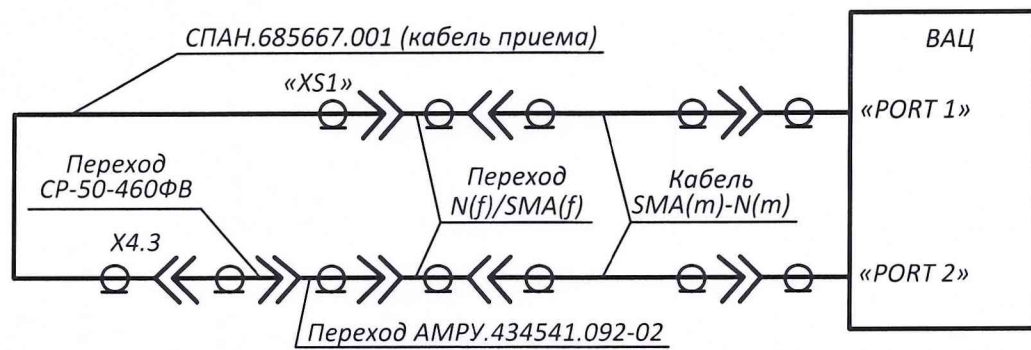 СПАН.685667.001 (кабель приема)
ВАЦ
«XS1»
«PORT 1»
Переход
СР-50-460ФВ
Переход
N(f)/SMA(f)
Кабель
SMA(m)-N(m)
X4.3
«PORT 2»
Переход АМРУ.434541.092-02